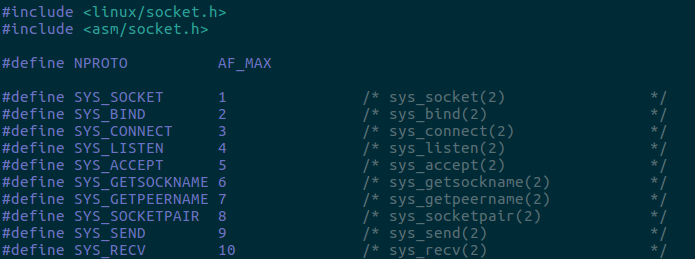 #include <linux/socket.h>
#include <asm/socket.h>
#define NPROTO AF_MAX
#define SYS_SOCKET 1 /* sys_socket(2) */
#define SYS_BIND 2 /* sys_bind(2) */
#define SYS_CONNECT 3 /* sys_connect(2) */
#define SYS_LISTEN 4 /* sys_listen(2) */
#define SYS_ACCEPT 5 /* sys_accept(2) */
#define SYS_GETSOCKNAME 6 /* sys_getsockname(2) */
#define SYS_GETPEERNAME 7 /* sys_getpeername(2) */
#define SYS_SOCKETPAIR 8 /* sys_socketpair(2) */
#define SYS_SEND 9 /* sys_send(2) */
#define SYS_RECV 10 /* sys_recv(2) */